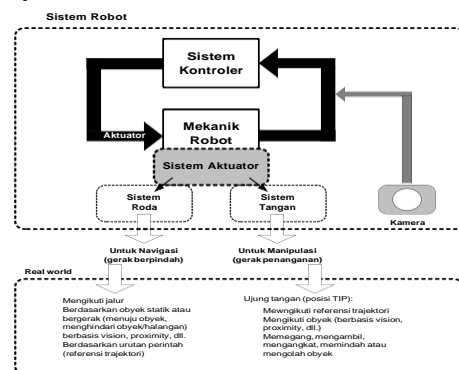 Sistem Robot
Sistem
Kontroler
Aktuator
Mekanik
Robot
Sistem Aktuator
Sistem
Roda
Sistem
Tangan
Kamera
Untuk Navigasi
(gerak berpindah)
Untuk Manipulasi
(gerak penanganan)
Real world
Mengikuti jalur
Berdasarkan obyek statik atau
bergerak (menuju obyek,
menghindari obyek/halangan)
berbasis vision, proximity, dll.
Berdasarkan urutan perintah
(referensi trajektori)
Ujung tangan (posisi TIP):
Mewngikuti referensi trajektori
Mengikuti obyek (berbasis vision,
proximity, dll.)
Memegang, mengambil,
mengangkat, memindah atau
mengolah obyek